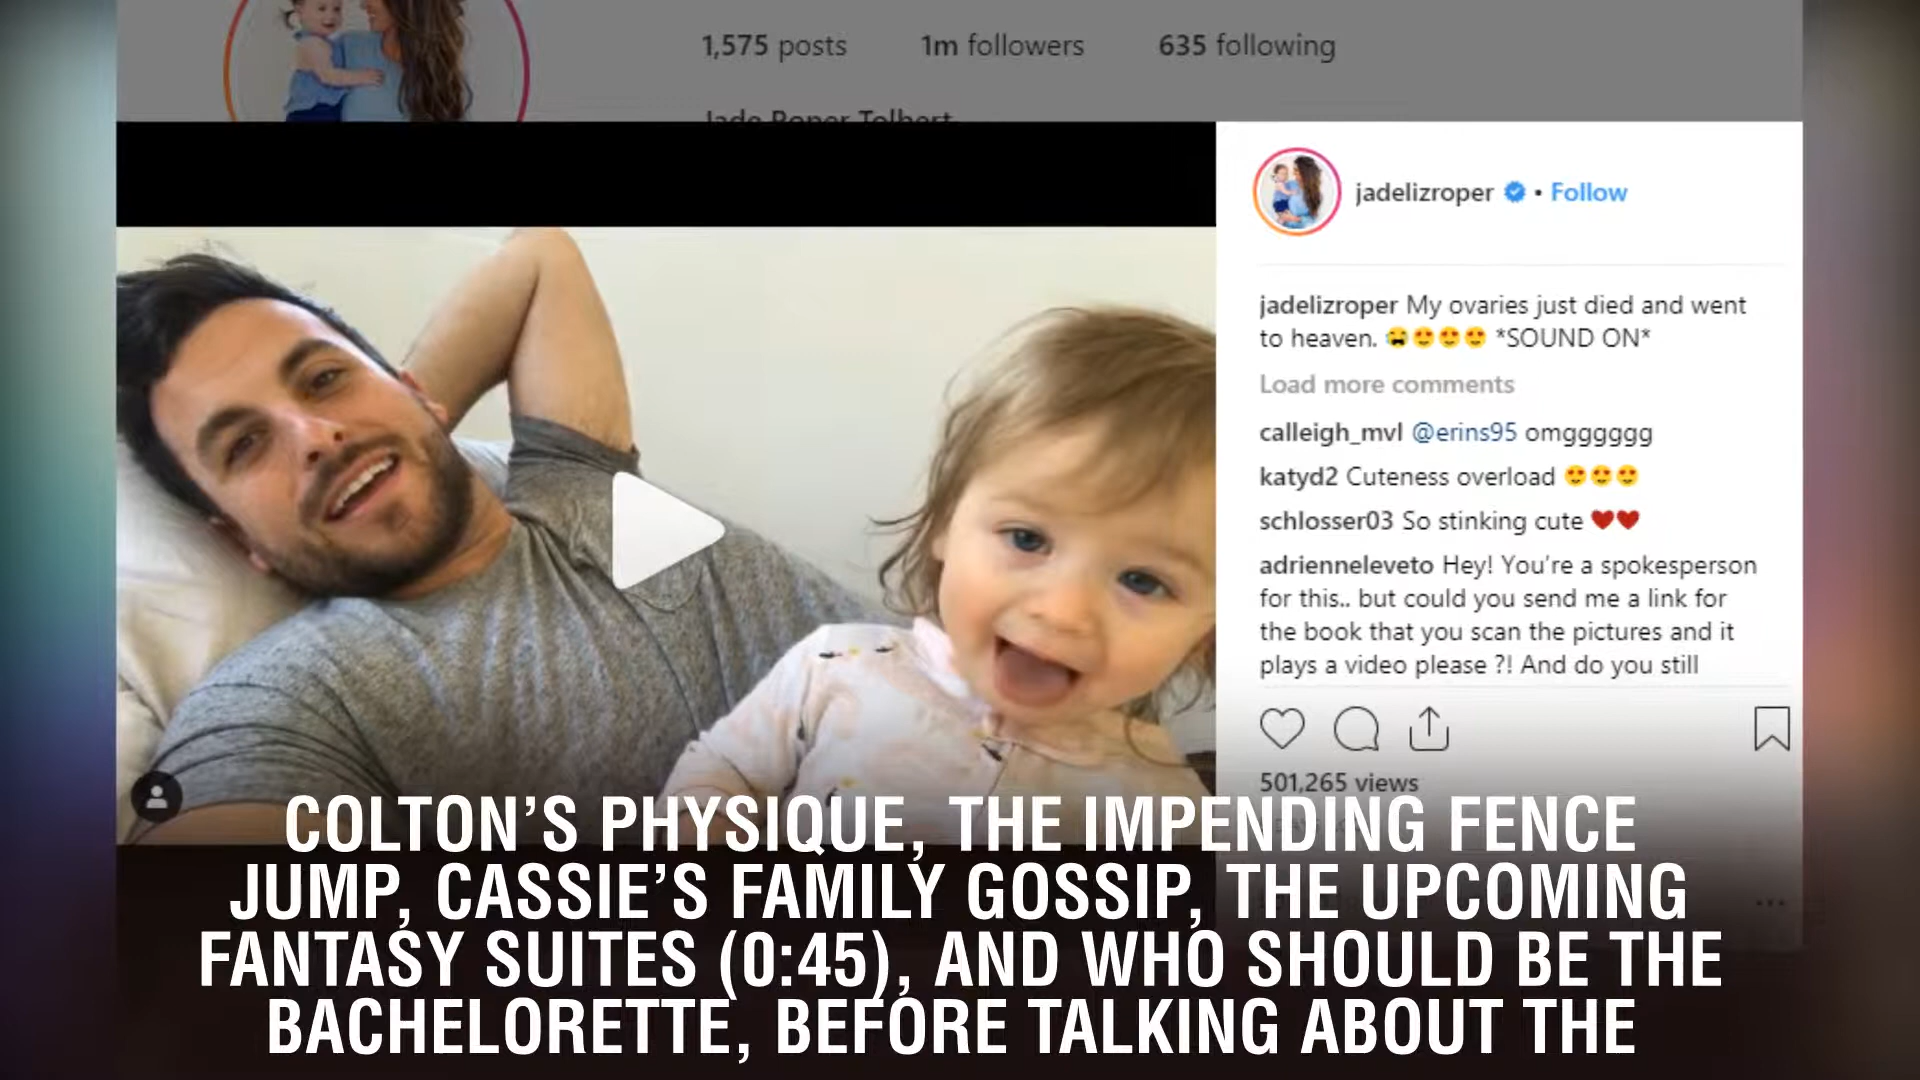 1,575 posts 1m followers 635 following
Jade Roper Tolbert
jadelizroper • Follow
jadelizroper My ovaries just died and went
to heaven. 😭😍😍😍 *SOUND ON*
Load more comments
calleigh_mvl @erins95 omgggggg
katyd2 Cuteness overload 😍😍😍
schlosser03 So stinking cute ❤❤
adrienneleveto Hey! You're a spokesperson
for this.. but could you send me a link for
the book that you scan the pictures and it
plays a video please ?! And do you still
501,265 views
COLTON'S PHYSIQUE, THE IMPENDING FENCE
JUMP, CASSIE'S FAMILY GOSSIP, THE UPCOMING
FANTASY SUITES (0:45), AND WHO SHOULD BE THE
BACHELORETTE, BEFORE TALKING ABOUT THE